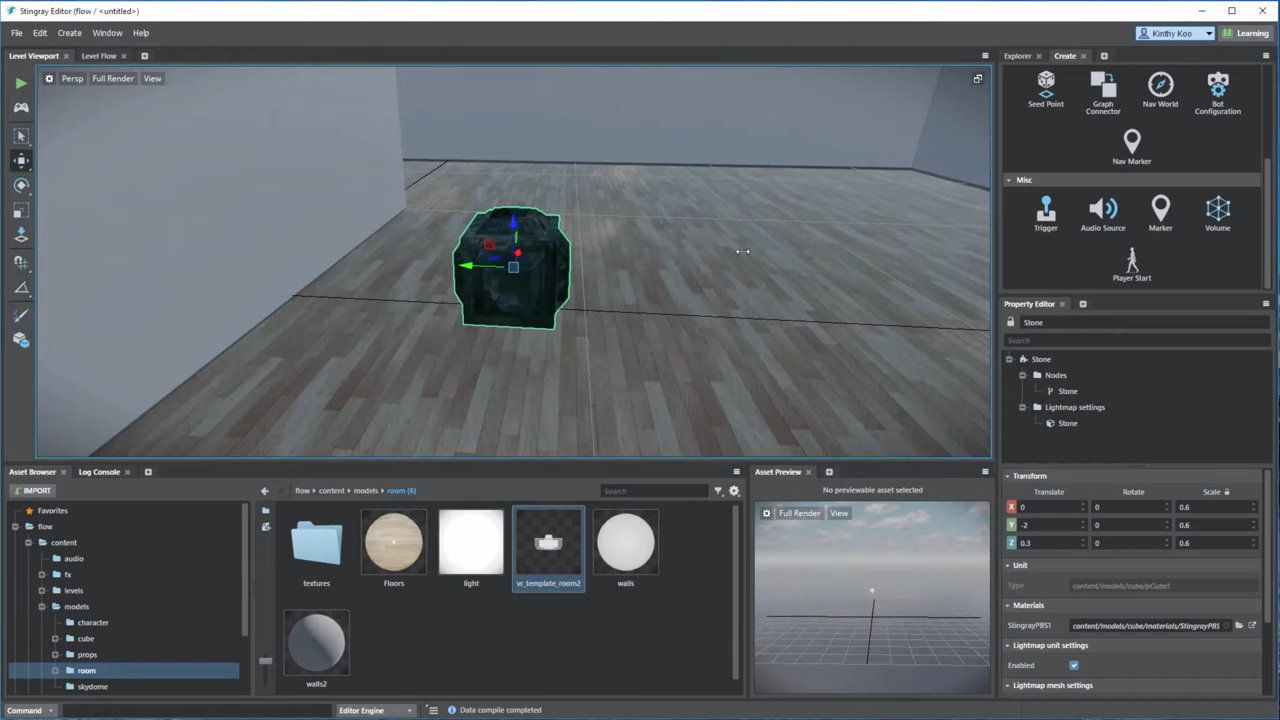 Stingray Editor (flow / <untitled>)
File Edit Create Window Help
Kinthy Koo Learning
Level Viewport Level Flow
Persp Full Render View
Explorer Create
Seed Point Graph Connector Nav World Bot Configuration
Nav Marker
Misc
Trigger Audio Source Marker Volume
Player Start
Property Editor
Stone
Search
Stone
Nodes
Stone
Lightmap settings
Stone
Transform
Translate Rotate Scale
X 0 0 0.6
Y -2 0 0.6
Z 0.3 0 0.6
Unit
Type content/models/cube/pCube1
Materials
StingrayPBS1 content/models/cube/materials/StingrayPBS
Lightmap unit settings
Enabled
Lightmap mesh settings
Asset Browser Log Console
IMPORT
flow content models room (6)
Search
Favorites
flow
content
audio
fx
levels
models
character
cube
props
room
skydome
textures Floors light vr_template_room2 walls
walls2
Asset Preview
No previewable asset selected
Full Render View
Command Editor Engine Data compile completed